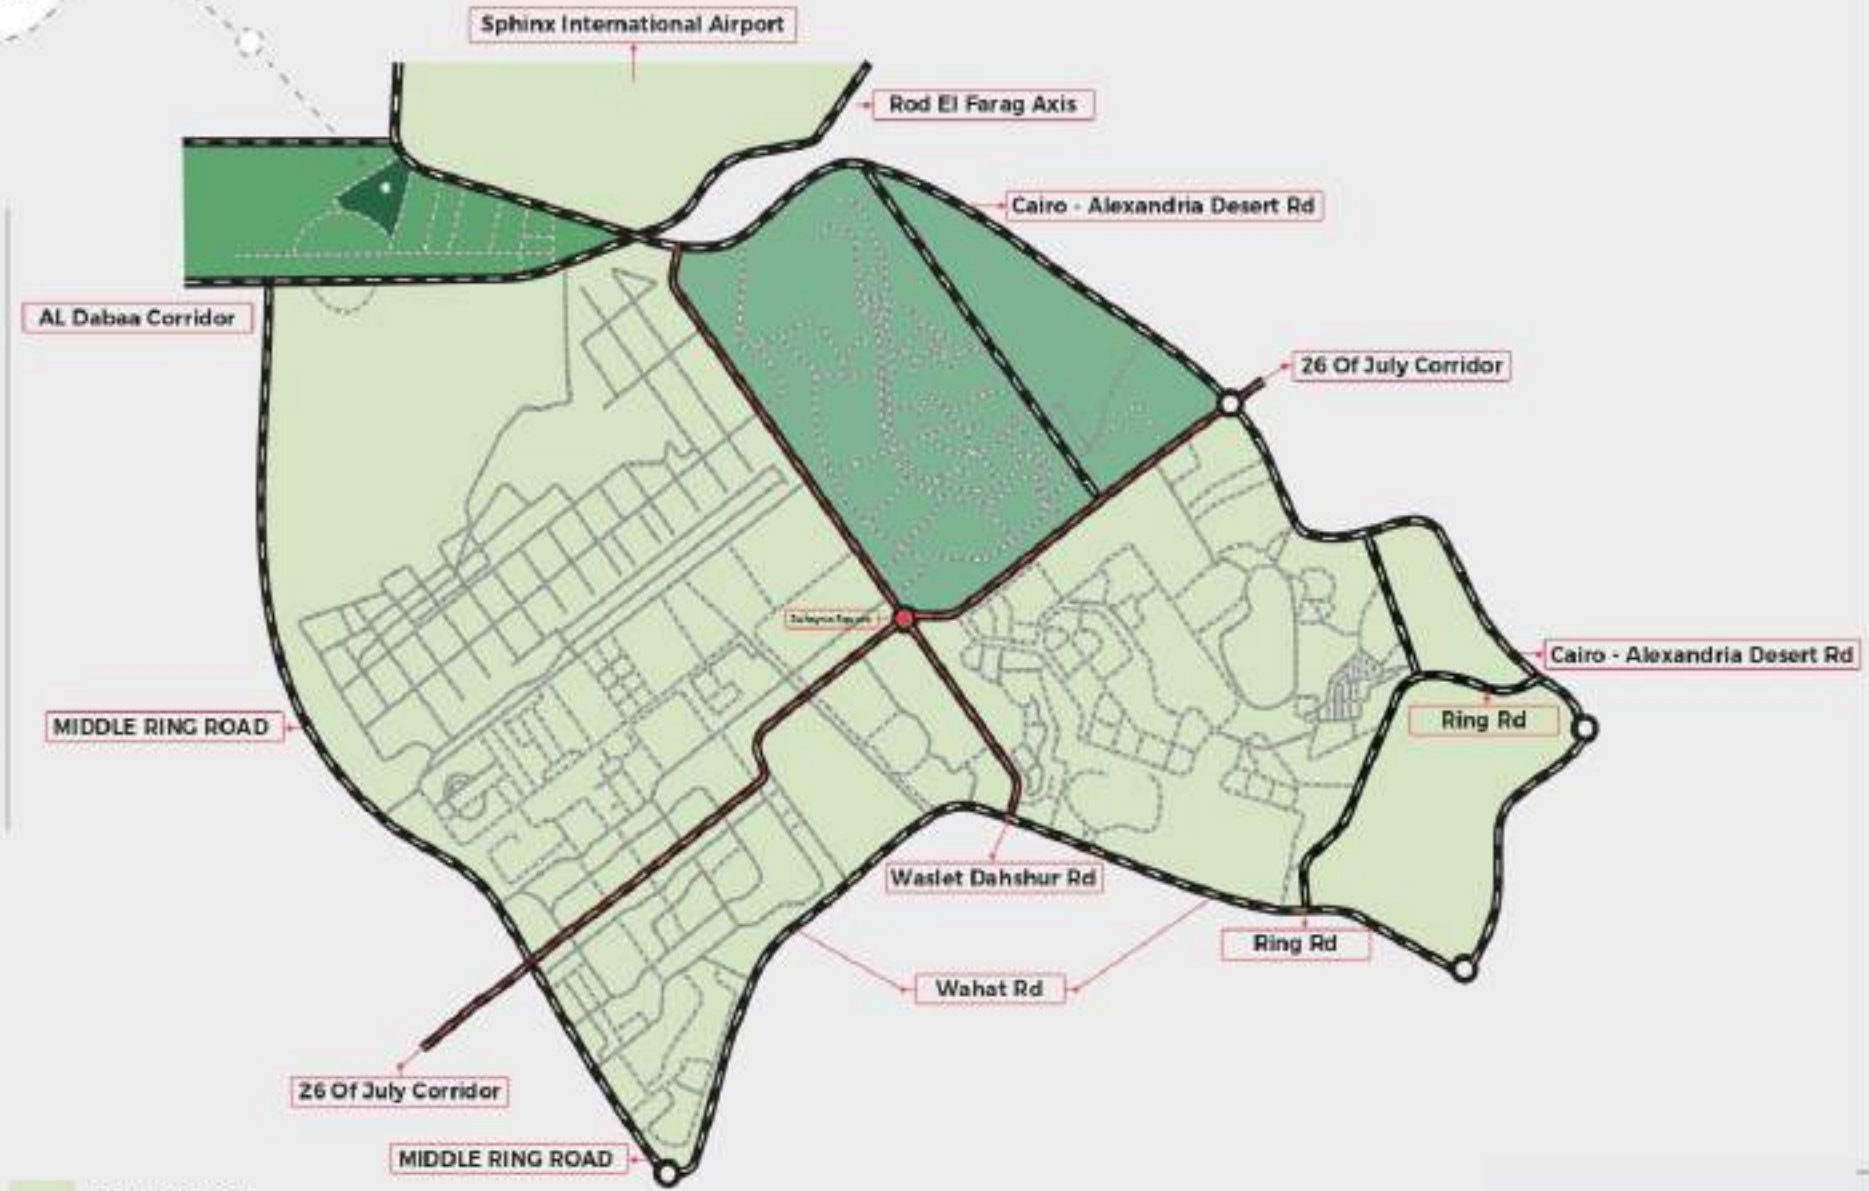 Sphinx International Airport
Rod El Farag Axis
Cairo - Alexandria Desert Rd
AL Dabaa Corridor
26 Of July Corridor
Cairo - Alexandria Desert Rd
MIDDLE RING ROAD
Ring Rd
Waslet Dahshur Rd
Ring Rd
Wahat Rd
26 Of July Corridor
MIDDLE RING ROAD